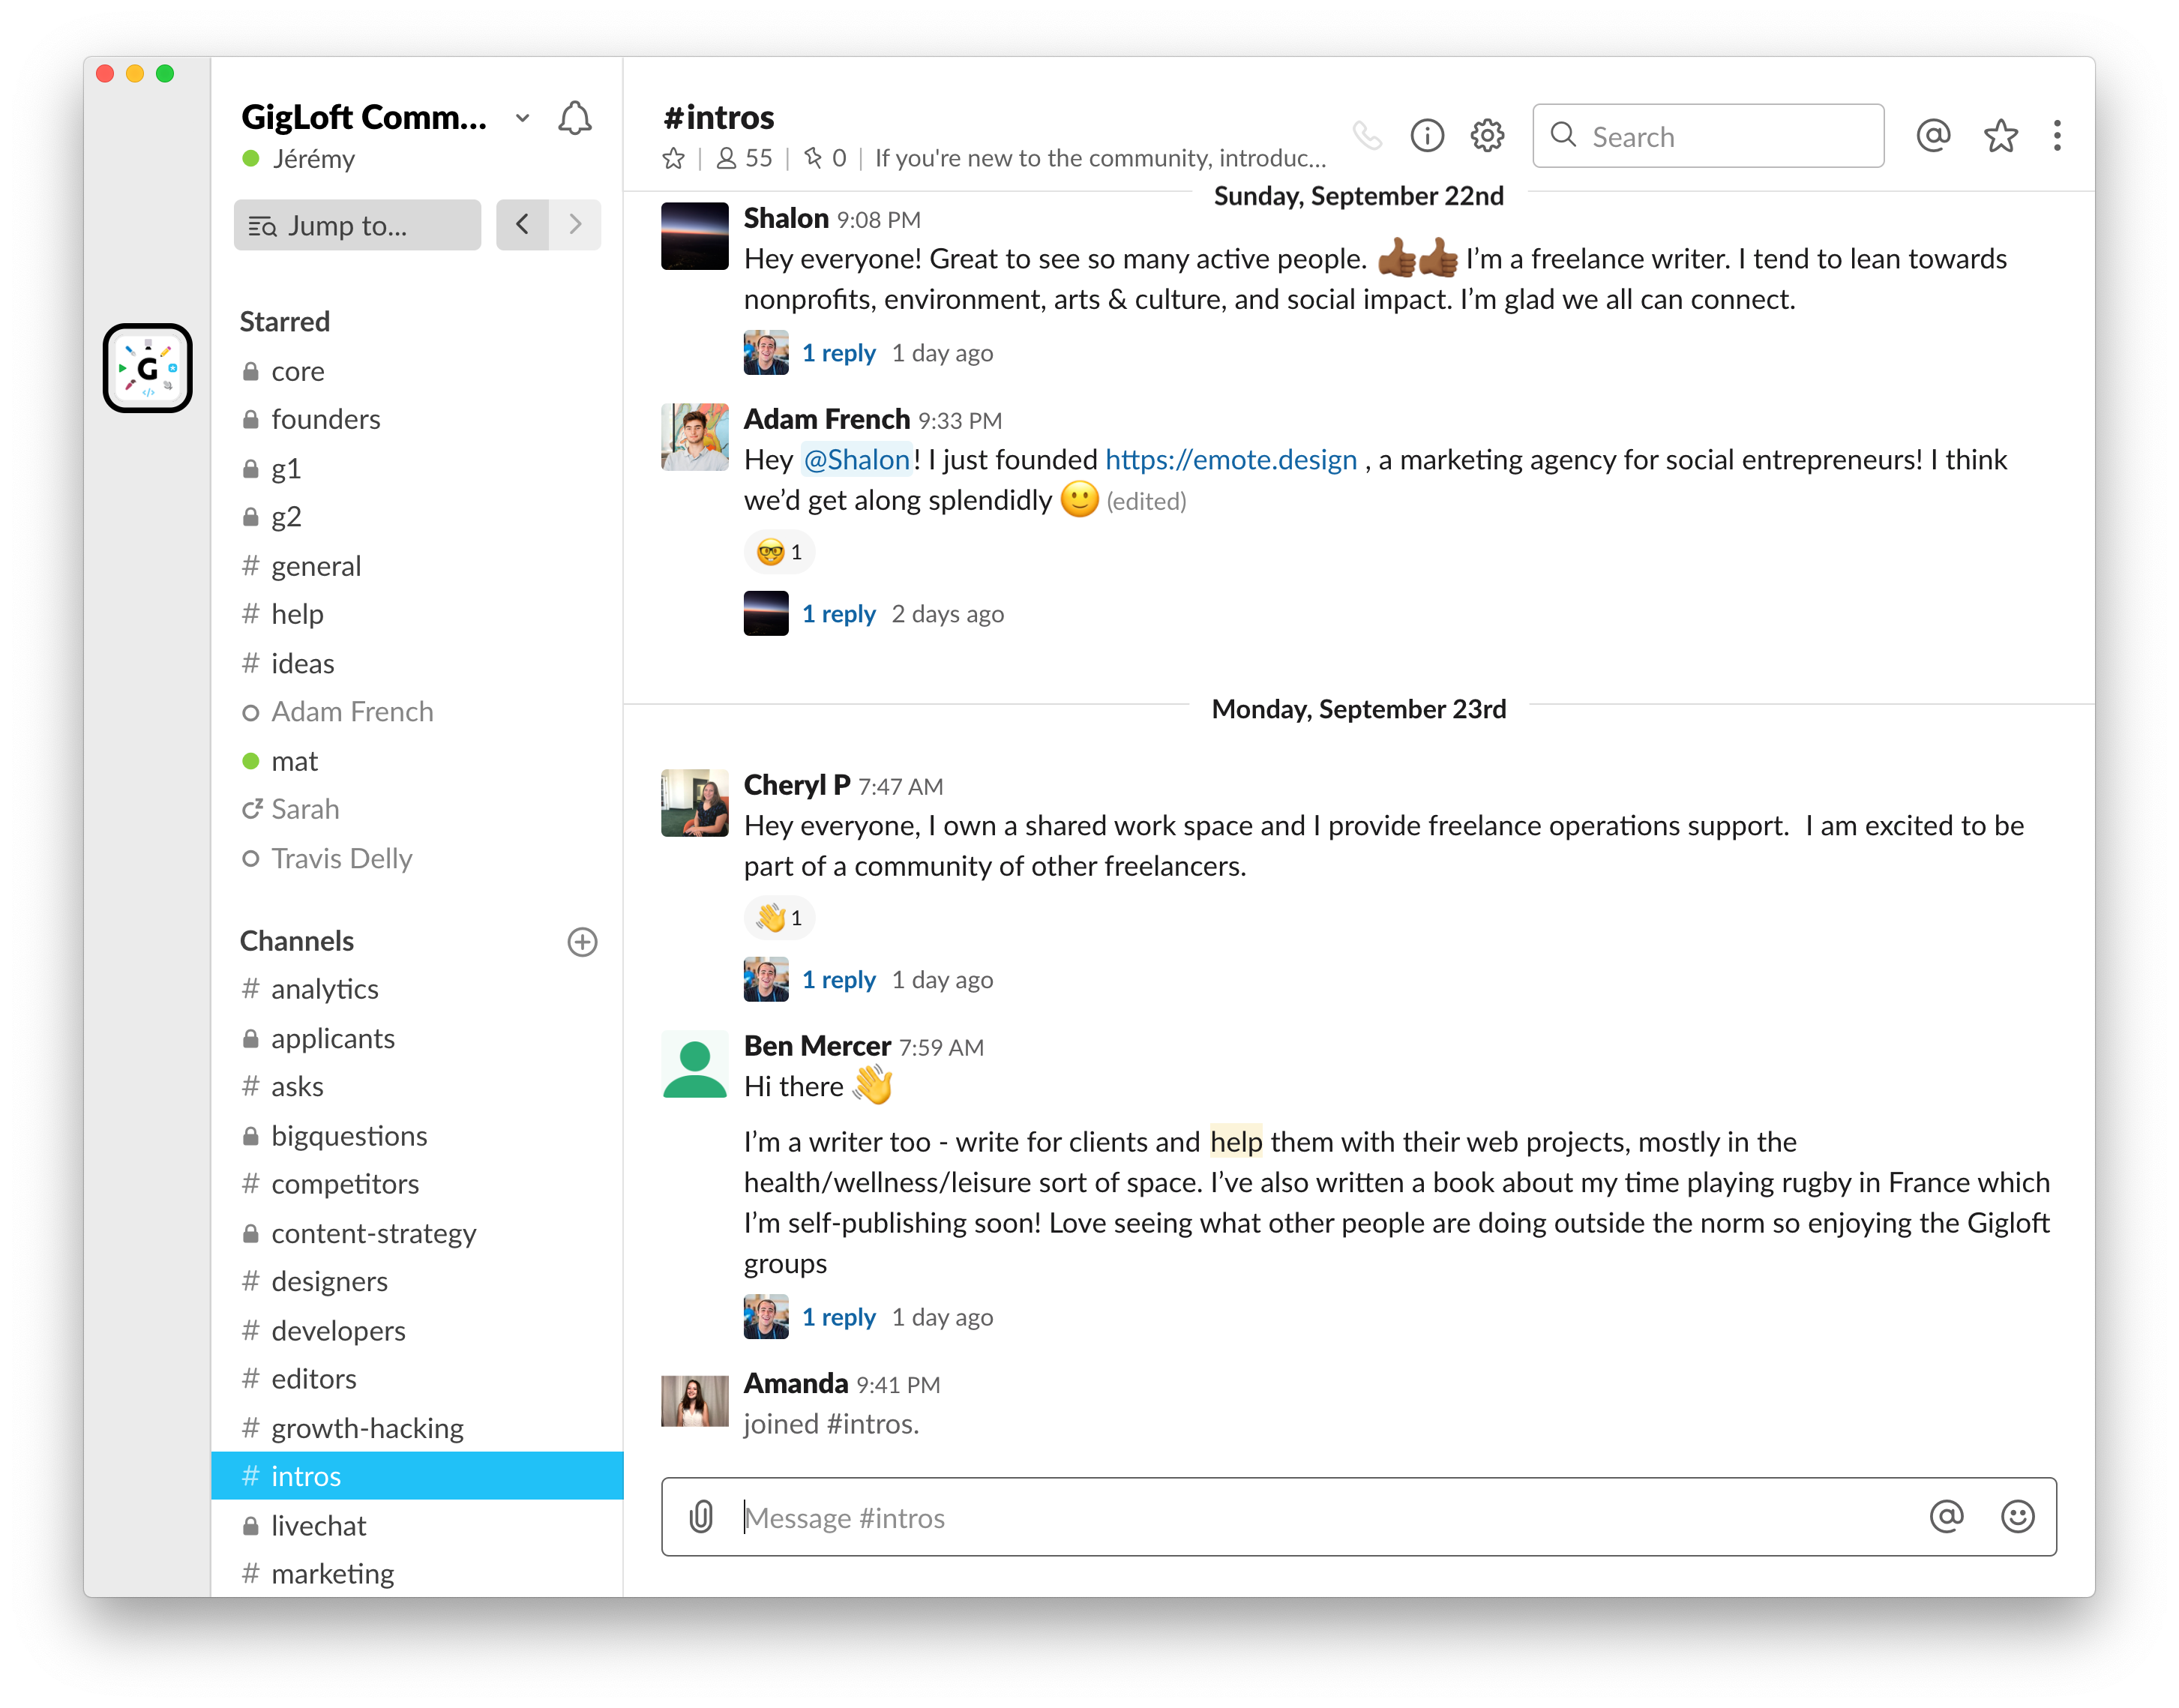 GigLoft Comm...
Jérémy
Jump to...
G
</>
Starred
core
founders
g1
g2
# general
# help
# ideas
Adam French
mat
Sarah
Travis Delly
Channels
# analytics
applicants
# asks
bigquestions
# competitors
content-strategy
# designers
# developers
# editors
# growth-hacking
# intros
livechat
# marketing
#intros
55 | 0 | If you're new to the community, introduc...
Search
Sunday, September 22nd
Shalon 9:08 PM
Hey everyone! Great to see so many active people. 👍🏾👍🏾 I’m a freelance writer. I tend to lean towards
nonprofits, environment, arts & culture, and social impact. I’m glad we all can connect.
1 reply 1 day ago
Adam French 9:33 PM
Hey @Shalon! I just founded https://emote.design , a marketing agency for social entrepreneurs! I think
we’d get along splendidly 🙂 (edited)
🤓 1
1 reply 2 days ago
Monday, September 23rd
Cheryl P 7:47 AM
Hey everyone, I own a shared work space and I provide freelance operations support.  I am excited to be
part of a community of other freelancers.
👋 1
1 reply 1 day ago
Ben Mercer 7:59 AM
Hi there 👋
I’m a writer too - write for clients and help them with their web projects, mostly in the
health/wellness/leisure sort of space. I’ve also written a book about my time playing rugby in France which
I’m self-publishing soon! Love seeing what other people are doing outside the norm so enjoying the Gigloft
groups
1 reply 1 day ago
Amanda 9:41 PM
joined #intros.
Message #intros